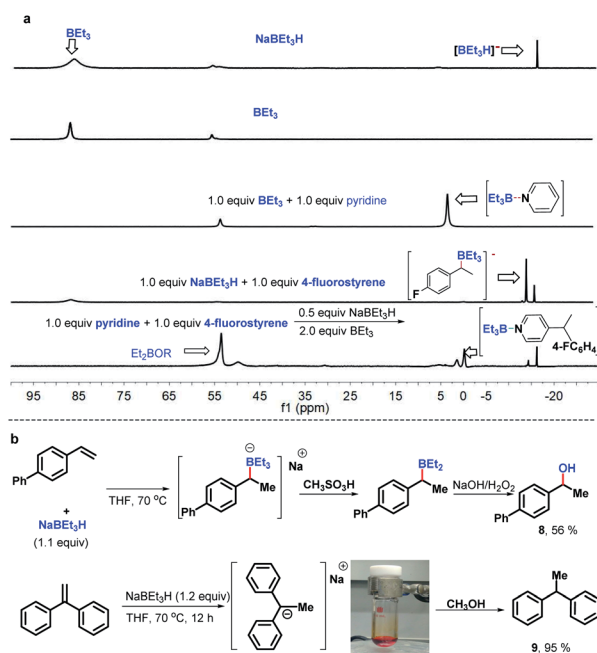 a
BEt3
NaBEt3H
[BEt3H]-
BEt3
1.0 equiv BEt3 + 1.0 equiv pyridine
Et3B--N
BEt3
-
F
1.0 equiv NaBEt3H + 1.0 equiv 4-fluorostyrene
1.0 equiv pyridine + 1.0 equiv 4-fluorostyrene
0.5 equiv NaBEt3H
2.0 equiv BEt3
Et3B-N
4-FC6H4
Et2BOR
95 85 75 65 55 45 35 25 15 5 -5 -20
f1 (ppm)
b
Ph
+
NaBEt3H
(1.1 equiv)
THF, 70 °C
⊖
BEt3
Me
Ph
Na
+
CH3SO3H
BEt2
Me
Ph
NaOH/H2O2
OH
Me
Ph
8, 56 %
NaBEt3H (1.2 equiv)
THF, 70 °C, 12 h
Me
⊖
Na
+
CH3OH
Me
9, 95 %